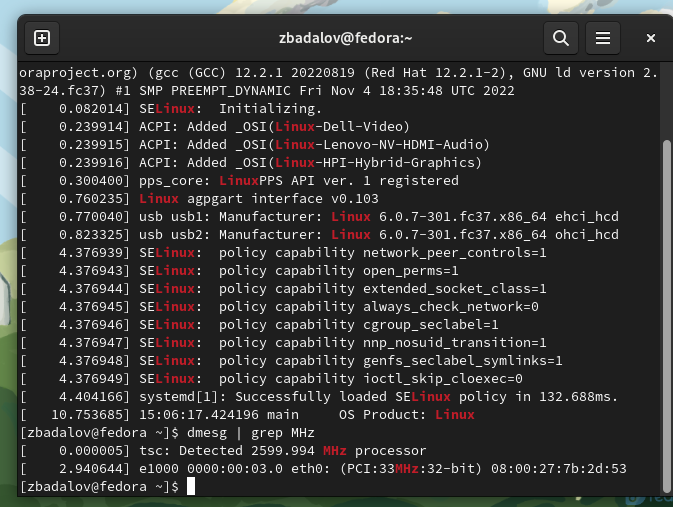 zbadalov@fedora:~
oraproject.org) (gcc (GCC) 12.2.1 20220819 (Red Hat 12.2.1-2), GNU ld version 2.
38-24.fc37) #1 SMP PREEMPT_DYNAMIC Fri Nov 4 18:35:48 UTC 2022
[    0.082014] SELinux:  Initializing.
[    0.239914] ACPI: Added _OSI(Linux-Dell-Video)
[    0.239915] ACPI: Added _OSI(Linux-Lenovo-NV-HDMI-Audio)
[    0.239916] ACPI: Added _OSI(Linux-HPI-Hybrid-Graphics)
[    0.300400] pps_core: LinuxPPS API ver. 1 registered
[    0.760235] Linux agpgart interface v0.103
[    0.770040] usb usb1: Manufacturer: Linux 6.0.7-301.fc37.x86_64 ehci_hcd
[    0.823325] usb usb2: Manufacturer: Linux 6.0.7-301.fc37.x86_64 ohci_hcd
[    4.376939] SELinux:  policy capability network_peer_controls=1
[    4.376943] SELinux:  policy capability open_perms=1
[    4.376944] SELinux:  policy capability extended_socket_class=1
[    4.376945] SELinux:  policy capability always_check_network=0
[    4.376946] SELinux:  policy capability cgroup_seclabel=1
[    4.376947] SELinux:  policy capability nnp_nosuid_transition=1
[    4.376948] SELinux:  policy capability genfs_seclabel_symlinks=1
[    4.376949] SELinux:  policy capability ioctl_skip_cloexec=0
[    4.404166] systemd[1]: Successfully loaded SELinux policy in 132.688ms.
[   10.753685] 15:06:17.424196 main     OS Product: Linux
[zbadalov@fedora ~]$ dmesg | grep MHz
[    0.000005] tsc: Detected 2599.994 MHz processor
[    2.940644] e1000 0000:00:03.0 eth0: (PCI:33MHz:32-bit) 08:00:27:7b:2d:53
[zbadalov@fedora ~]$